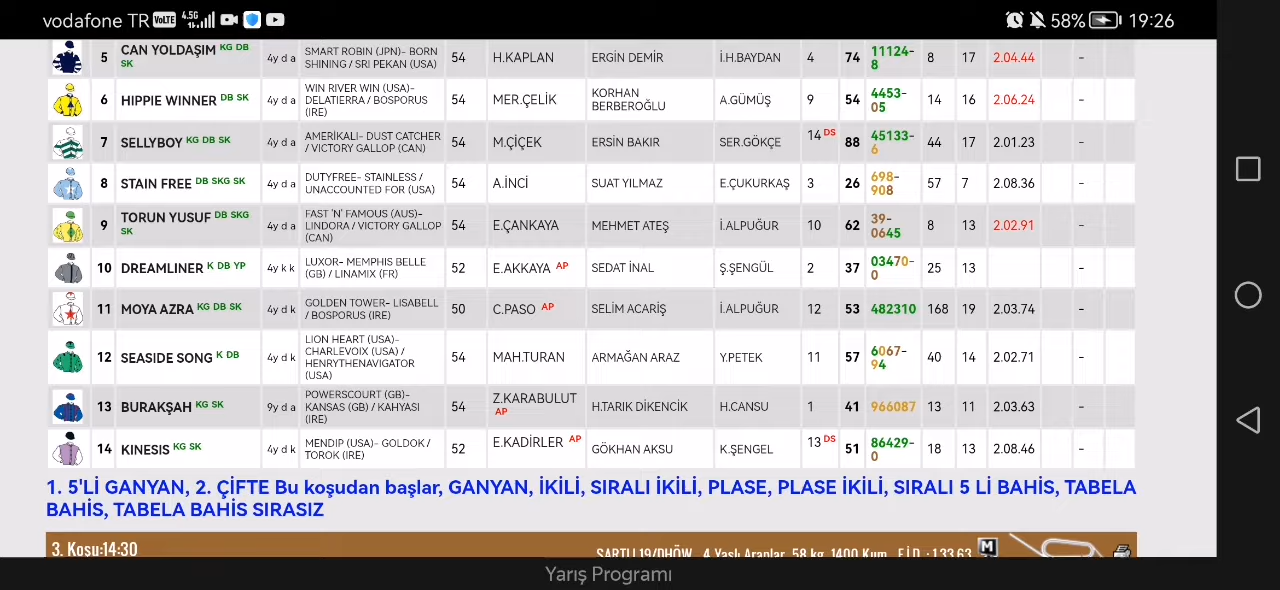 vodafone TR VoLTE 4.5G 58% 19:26
5 CAN YOLDAŞIM KG DB SK 4y d a SMART ROBIN (JPN)- BORN SHINING / SRI PEKAN (USA) 54 H.KAPLAN ERGİN DEMİR İ.H.BAYDAN 4 74 11124-8 8 17 2.04.44
6 HIPPIE WINNER DB SK 4y d a WIN RIVER WIN (USA)- DELATIERRA / BOSPORUS (IRE) 54 MER.ÇELİK KORHAN BERBEROĞLU A.GÜMÜŞ 9 54 4453-05 14 16 2.06.24 -
7 SELLYBOY KG DB SK 4y d a AMERİKALI- DUST CATCHER / VICTORY GALLOP (CAN) 54 M.ÇİÇEK ERSİN BAKIR SER.GÖKÇE 14 DS 88 45133-6 44 17 2.01.23 -
8 STAIN FREE DB SKG SK 4y d a DUTYFREE- STAINLESS / UNACCOUNTED FOR (USA) 54 A.İNCİ SUAT YILMAZ E.ÇUKURKAŞ 3 26 698-908 57 7 2.08.36 -
9 TORUN YUSUF DB SKG SK 4y d a FAST 'N' FAMOUS (AUS)- LINDORA / VICTORY GALLOP (CAN) 54 E.ÇANKAYA MEHMET ATEŞ İ.ALPUĞUR 10 62 39-0645 8 13 2.02.91 -
10 DREAMLINER K DB YP 4y k k LUXOR- MEMPHIS BELLE (GB) / LINAMIX (FR) 52 E.AKKAYA AP SEDAT İNAL Ş.ŞENGÜL 2 37 03470-0 25 13 -
11 MOYA AZRA KG DB SK 4y d k GOLDEN TOWER- LISABELL / BOSPORUS (IRE) 50 C.PASO AP SELİM ACARİŞ İ.ALPUĞUR 12 53 482310 168 19 2.03.74 -
12 SEASIDE SONG K DB 4y d k LION HEART (USA)- CHARLEVOIX (USA) / HENRYTHENAVIGATOR (USA) 54 MAH.TURAN ARMAĞAN ARAZ Y.PETEK 11 57 6067-94 40 14 2.02.71 -
13 BURAKŞAH KG SK 9y d a POWERSCOURT (GB)- KANSAS (GB) / KAHYASI (IRE) 54 Z.KARABULUT AP H.TARIK DİKENCİK H.CANSU 1 41 966087 13 11 2.03.63 -
14 KINESIS KG SK 4y d k MENDIP (USA)- GOLDOK / TOROK (IRE) 52 E.KADİRLER AP GÖKHAN AKSU K.ŞENGEL 13 DS 51 86429-0 18 13 2.08.46 -
1. 5'Lİ GANYAN, 2. ÇİFTE Bu koşudan başlar, GANYAN, İKİLİ, SIRALI İKİLİ, PLASE, PLASE İKİLİ, SIRALI 5 Lİ BAHİS, TABELA
BAHİS, TABELA BAHİS SIRASIZ
3. Koşu:14:30 ŞARTLI 19/DHÖW , 4 Yaşlı Araplar, 58 kg, 1400 Kum , E.İ.D. : 1.33.63 M
Yarış Programı